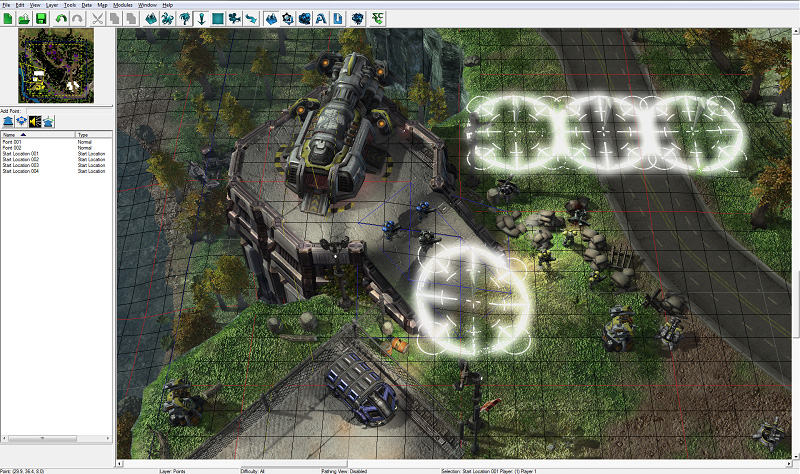 File Edit View Layer Tools Data Map Modules Window Help
Add Point:
Name Type
Point 001 Normal
Point 002 Normal
Start Location 001 Start Location
Start Location 002 Start Location
Start Location 003 Start Location
Start Location 004 Start Location
Point: (29.9, 36.4, 8.0) Layer: Points Difficulty: All Pathing View Disabled Selection: Start Location 001 Player: (1) Player 1